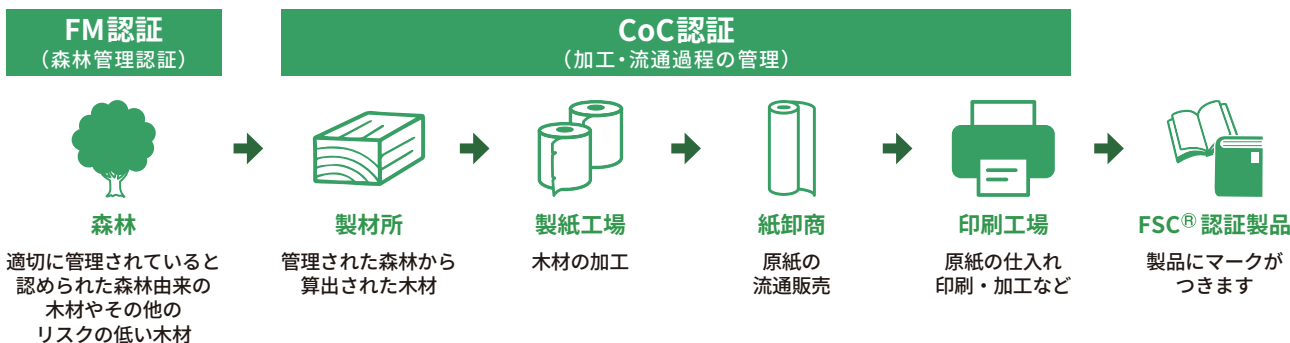 FM認証
（森林管理認証）
CoC認証
（加工・流通過程の管理）
森林
適切に管理されていると
認められた森林由来の
木材やその他の
リスクの低い木材
製材所
管理された森林から
算出された木材
製紙工場
木材の加工
紙卸商
原紙の
流通販売
印刷工場
原紙の仕入れ
印刷・加工など
FSC®認証製品
製品にマークが
つきます